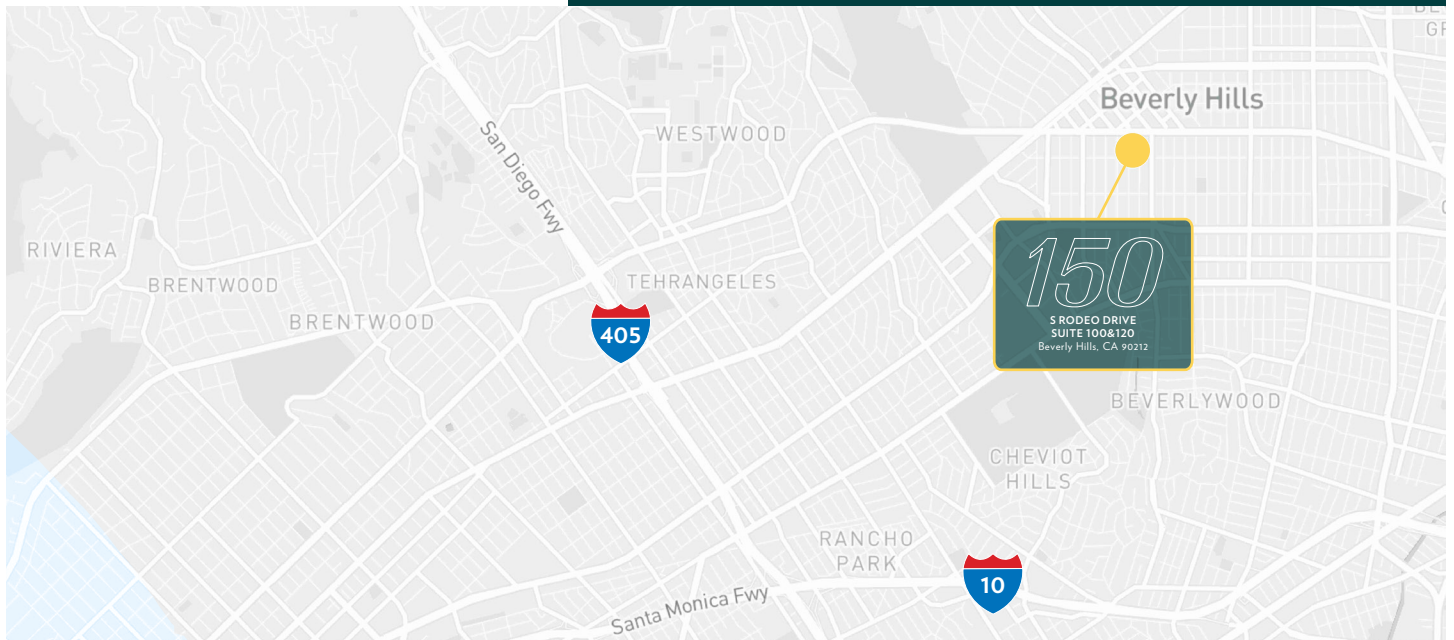 Beverly Hills
WESTWOOD
San Diego Fwy
RIVIERA
BRENTWOOD
TEHRANGELES
BRENTWOOD
405
150
S RODEO DRIVE
SUITE 100&120
Beverly Hills, CA 90212
BEVERLYWOOD
CHEVIOT
HILLS
RANCHO
PARK
10
Santa Monica Fwy